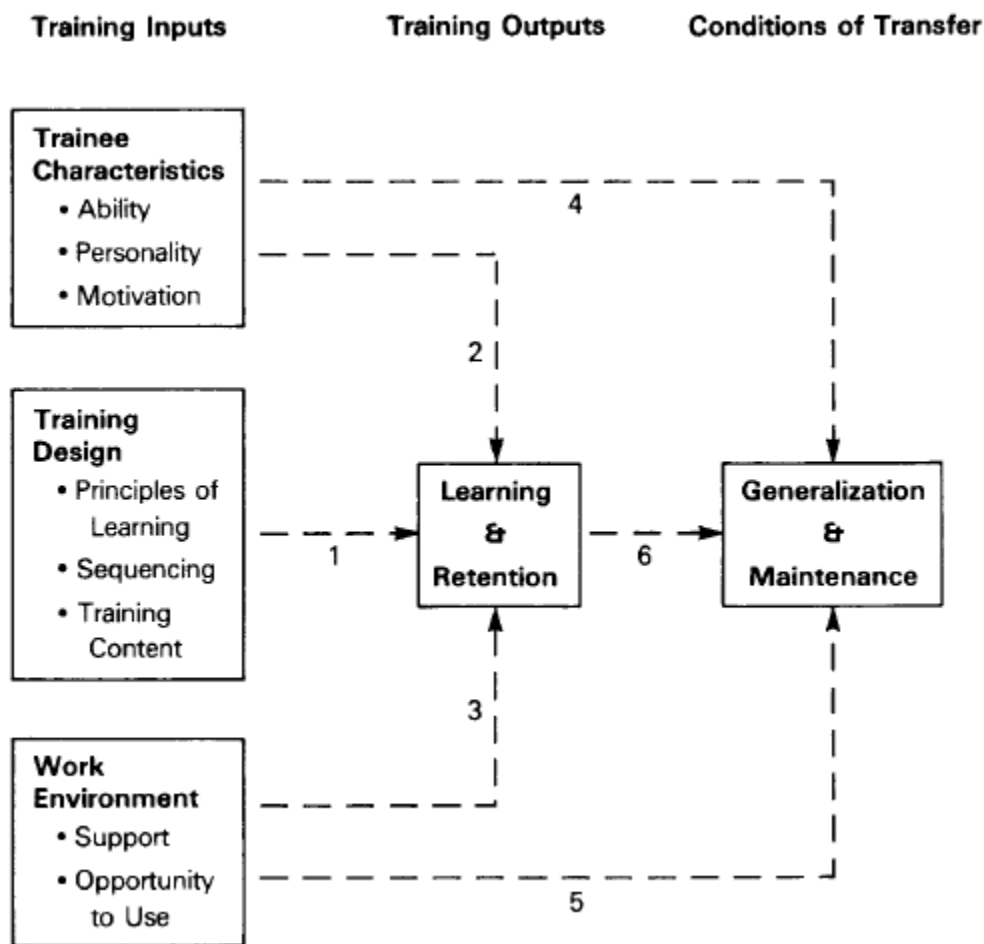 Training Inputs
Training Outputs
Conditions of Transfer
Trainee
Characteristics
• Ability
• Personality
• Motivation
4
2
Training
Design
• Principles of
Learning
• Sequencing
• Training
Content
1
Learning
&
Retention
6
Generalization
&
Maintenance
3
Work
Environment
• Support
• Opportunity
to Use
5